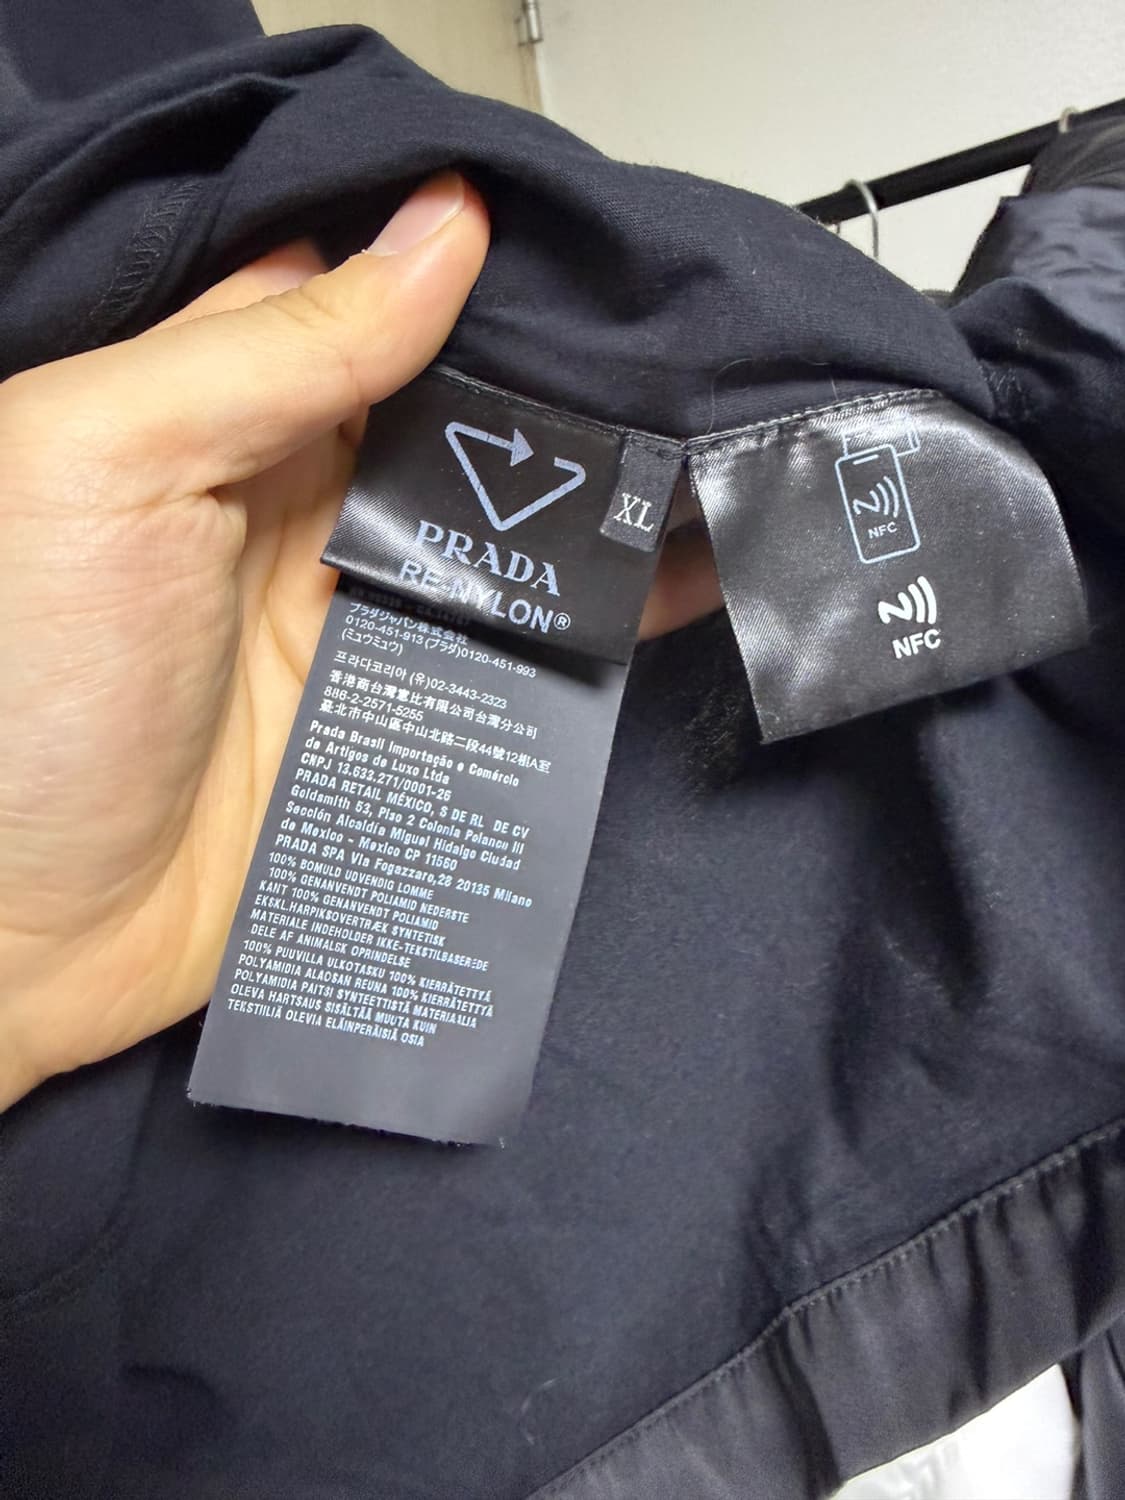 PRADA
RE-NYLON®
XL
NFC
NFC
プラダジャパン株式会社
0120-451-913 (プラダ)0120-451-993
(ミュウミュウ)
프라다코리아 (유)02-3443-2323
香港商台灣惠比有限公司台灣分公司
886-2-2571-5255
臺北市中山區中山北路二段44號12樓A室
Prada Brasil Importação e Comércio
de Artigos de Luxo Ltda
CNPJ 13.633.271/0001-26
PRADA RETAIL MÉXICO, S DE RL DE CV
Goldsmith 53, Piso 2 Colonia Polanco III
Sección Alcaldía Miguel Hidalgo Ciudad
de Mexico - Mexico CP 11560
PRADA SPA Via Fogazzaro,28 20135 Milano
100% BOMULD UDVENDIG LOMME
100% GENANVENDT POLIAMID NEDERSTE
KANT 100% GENANVENDT POLIAMID
EKSKL.HARPIKSOVERTRÆK SYNTETISK
MATERIALE INDEHOLDER IKKE-TEKSTILBASEREDE
DELE AF ANIMALSK OPRINDELSE
100% PUUVILLA ULKOTASKU 100% KIERRÄTETTYÄ
POLYAMIDIA ALAOSAN REUNA 100% KIERRÄTETTYÄ
POLYAMIDI PAITSI SYNTEETTISTÄ MATERIAALIA
OLEVA HARTSAUS SISÄLTÄÄ MUUTA KUIN
TEKSTIILIÄ OLEVIA ELÄINPERÄISIÄ OSIA